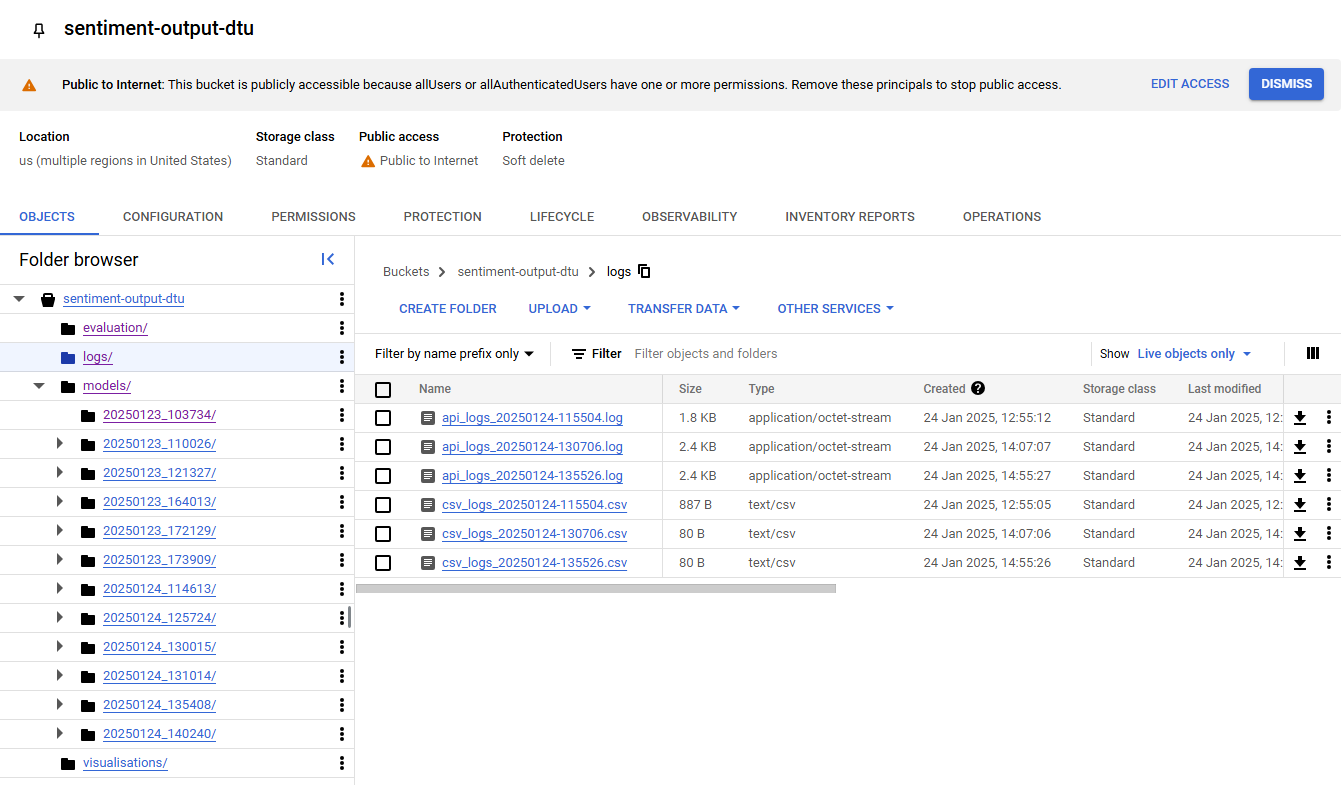 sentiment-output-dtu
Public to Internet: This bucket is publicly accessible because allUsers or allAuthenticatedUsers have one or more permissions. Remove these principals to stop public access.
EDIT ACCESS
DISMISS
Location Storage class Public access Protection
us (multiple regions in United States) Standard Public to Internet Soft delete
OBJECTS CONFIGURATION PERMISSIONS PROTECTION LIFECYCLE OBSERVABILITY INVENTORY REPORTS OPERATIONS
Folder browser
sentiment-output-dtu
evaluation/
logs/
models/
20250123_103734/
20250123_110026/
20250123_121327/
20250123_164013/
20250123_172129/
20250123_173909/
20250124_114613/
20250124_125724/
20250124_130015/
20250124_131014/
20250124_135408/
20250124_140240/
visualisations/
Buckets > sentiment-output-dtu > logs
CREATE FOLDER UPLOAD TRANSFER DATA OTHER SERVICES
Filter by name prefix only Filter Filter objects and folders Show Live objects only
Name Size Type Created ? Storage class Last modified
api_logs_20250124-115504.log 1.8 KB application/octet-stream 24 Jan 2025, 12:55:12 Standard 24 Jan 2025, 12:
api_logs_20250124-130706.log 2.4 KB application/octet-stream 24 Jan 2025, 14:07:07 Standard 24 Jan 2025, 14:
api_logs_20250124-135526.log 2.4 KB application/octet-stream 24 Jan 2025, 14:55:27 Standard 24 Jan 2025, 14:
csv_logs_20250124-115504.csv 887 B text/csv 24 Jan 2025, 12:55:05 Standard 24 Jan 2025, 12:
csv_logs_20250124-130706.csv 80 B text/csv 24 Jan 2025, 14:07:06 Standard 24 Jan 2025, 14:
csv_logs_20250124-135526.csv 80 B text/csv 24 Jan 2025, 14:55:26 Standard 24 Jan 2025, 14: